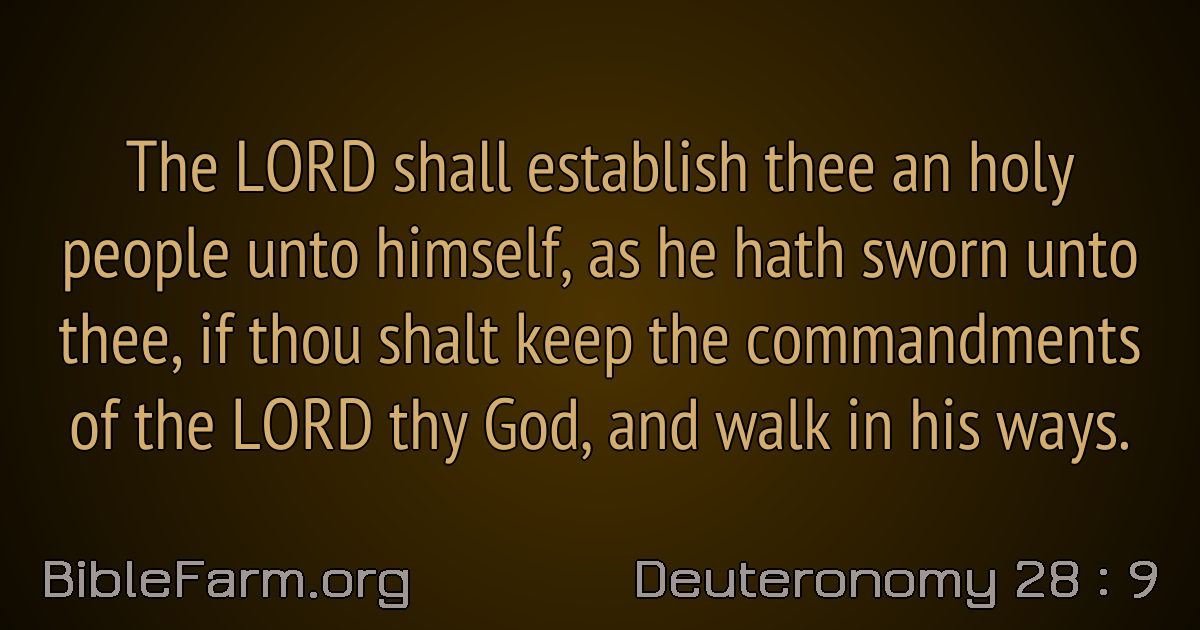 The LORD shall establish thee an holy
people unto himself, as he hath sworn unto
thee, if thou shalt keep the commandments
of the LORD thy God, and walk in his ways.
BibleFarm.org
Deuteronomy 28 : 9